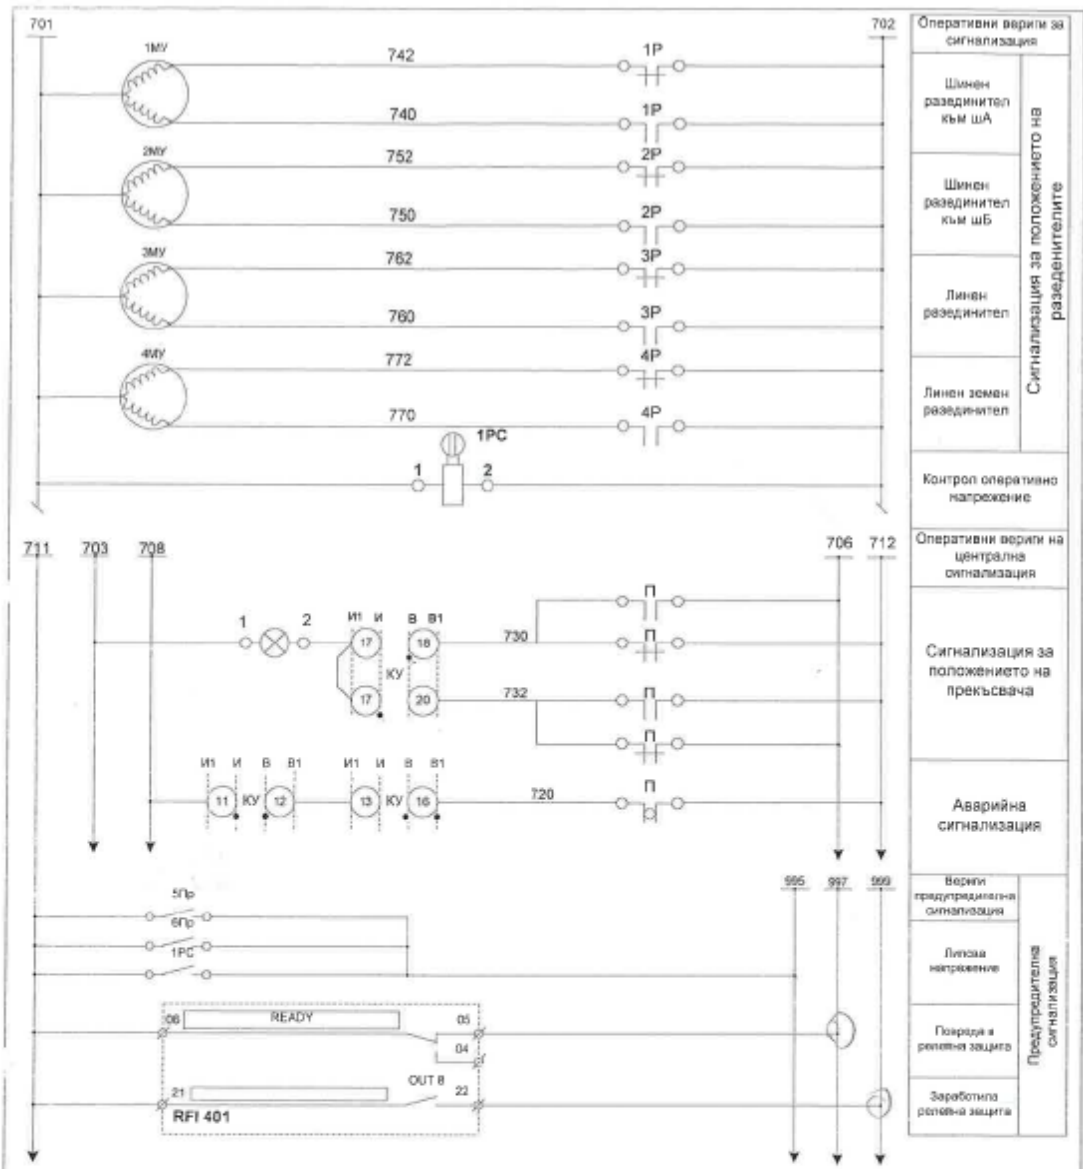 701
702
Оперативни вериги за
сигнализация
1МУ
742
1Р
740
1Р
Шинен
разединител
към шА
2МУ
752
2Р
750
2Р
Шинен
разединител
към шБ
3МУ
762
3Р
760
3Р
Линен
разединител
4МУ
772
4Р
770
4Р
Линен земен
разединител
Сигнализация за положението на
разеденителите
1РС
1
2
Контрол оперативно
напрежение
711
703
708
706
712
Оперативни вериги на
централна
сигнализация
1
2
И1
И
В
В1
17
18
КУ
17
20
730
732
П
П
П
П
Сигнализация за
положението на
прекъсвача
И1
И
В
В1
И1
И
В
В1
11
КУ
12
13
КУ
16
720
П
Аварийна
сигнализация
995
997
999
Вериги
предупредителна
сигнализация
5Пр
6Пр
1РС
Липсва
напрежение
06
READY
05
04
Повреда в
релейна защита
21
OUT 8
22
RFI 401
Заработила
релейна защита
Предупредителна
сигнализация